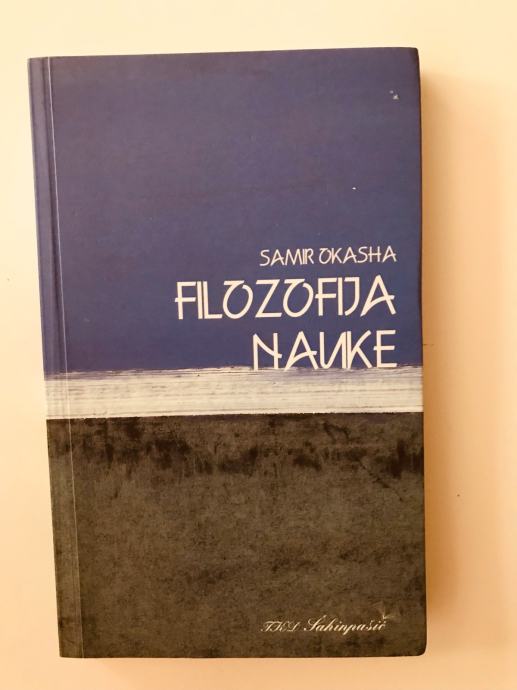 SAMIR OKASHA
FILOZOFIJA
NAUKE
TKD Šahinpašić